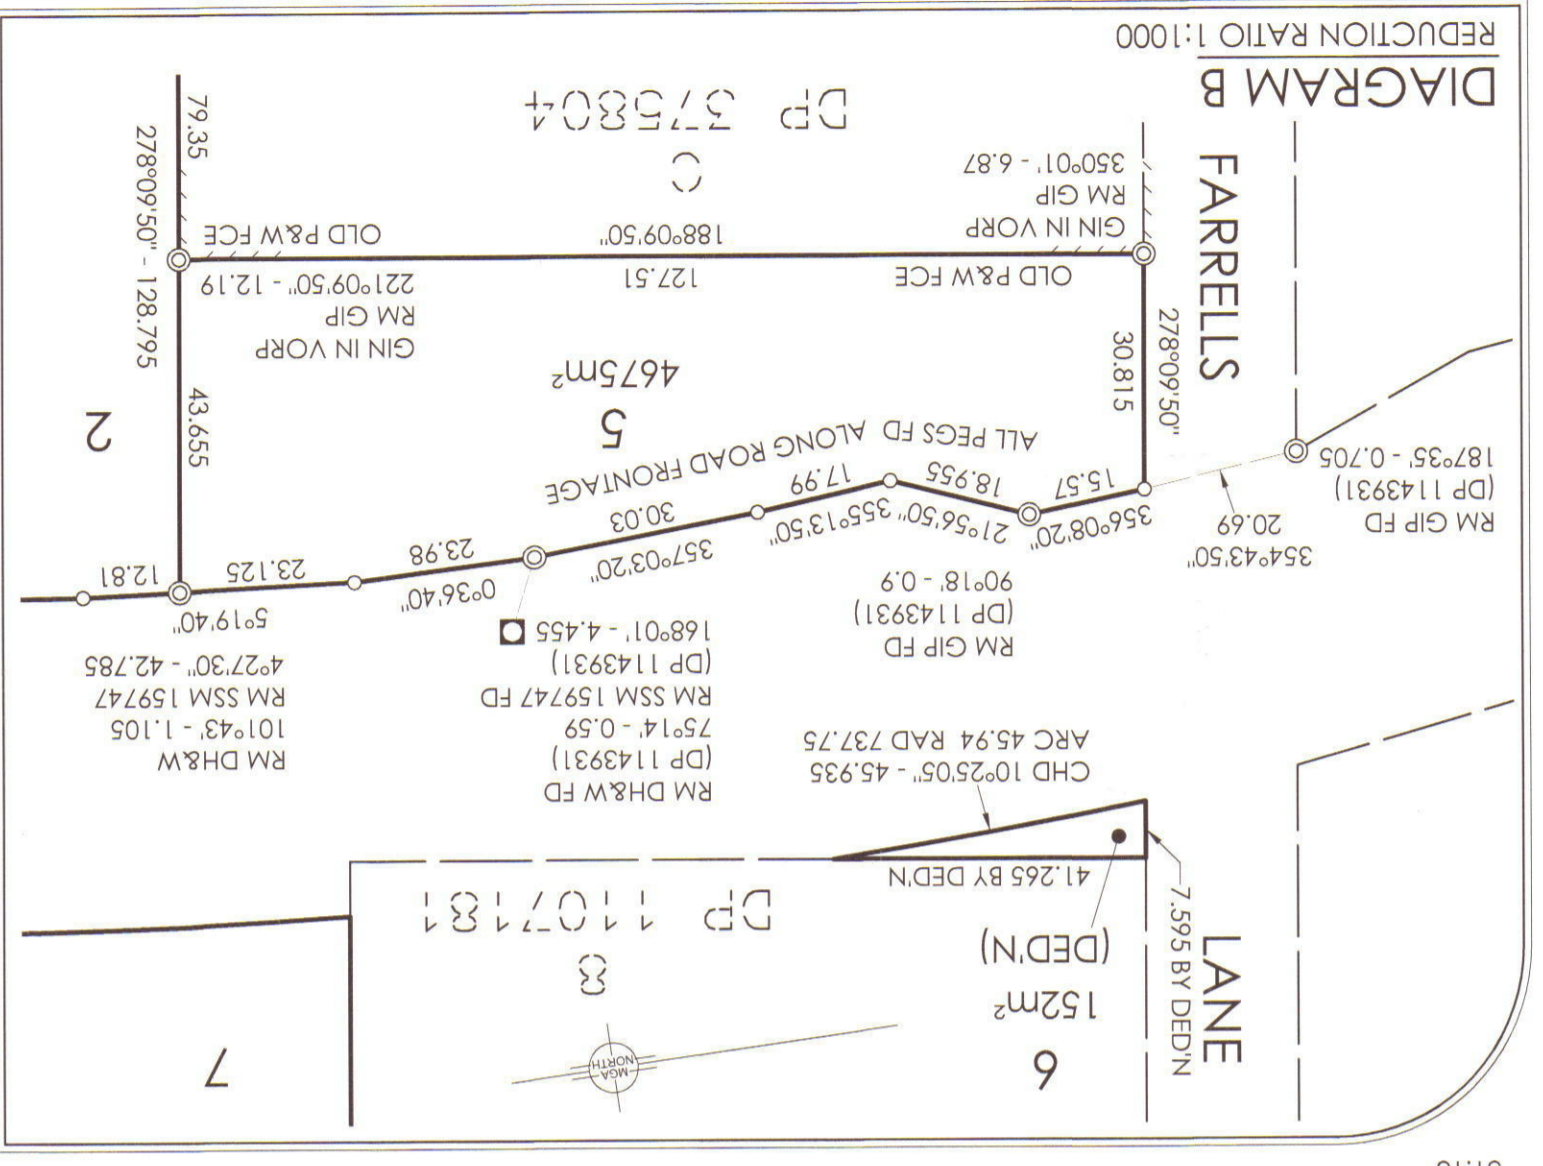 6
MGA
NORTH
7
LANE
7.595 BY DED'N
152m²
(DED'N)
8
DP 1107181
41.265 BY DED'N
CHD 10°25'05" - 45.935
ARC 45.94 RAD 737.75
RM DH&W FD
(DP 1143931)
75°14' - 0.59
RM SSM 159747 FD
(DP 1143931)
168°01' - 4.455
RM DH&W
101°43' - 1.105
RM SSM 159747
4°27'30" - 42.785
RM GIP FD
(DP 1143931)
90°18' - 0.9
354°43'50"
20.69
RM GIP FD
(DP 1143931)
187°35' - 0.705
356°08'20"
15.57
21°56'50"
18.955
355°13'50"
17.99
357°03'20"
30.03
0°36'40"
23.98
5°19'40"
23.125
12.81
ALL PEGS FD ALONG ROAD FRONTAGE
FARRELLS
278°09'50"
30.815
5
4675m²
43.655
2
278°09'50" - 128.795
GIN IN VORP
RM GIP
221°09'50" - 12.19
OLD P&W FCE
127.51
188°09'50"
OLD P&W FCE
GIN IN VORP
RM GIP
350°01' - 6.87
C
DP 375804
79.35
DIAGRAM B
REDUCTION RATIO 1:1000